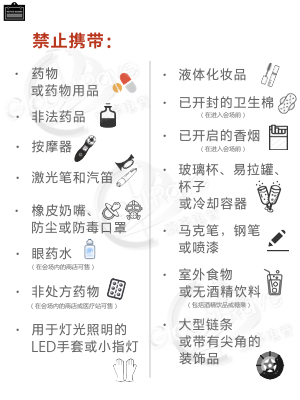 禁止携带：
· 药物
或药物用品
· 非法药品
· 按摩器
· 激光笔和汽笛
· 橡皮奶嘴、
防尘或防毒口罩
· 眼药水
（在会场内的商店可售）
· 非处方药物
（在会场内的商店或医疗站可售）
· 用于灯光照明的
LED手套或小指灯
· 液体化妆品
· 已开封的卫生棉
（在进入会场前）
· 已开启的香烟
（在进入会场前）
· 玻璃杯、易拉罐、
杯子
或冷却容器
· 马克笔，钢笔
或喷漆
· 室外食物
或无酒精饮料
（包括酒精饮品或糖果）
· 大型链条
或带有尖角的
装饰品